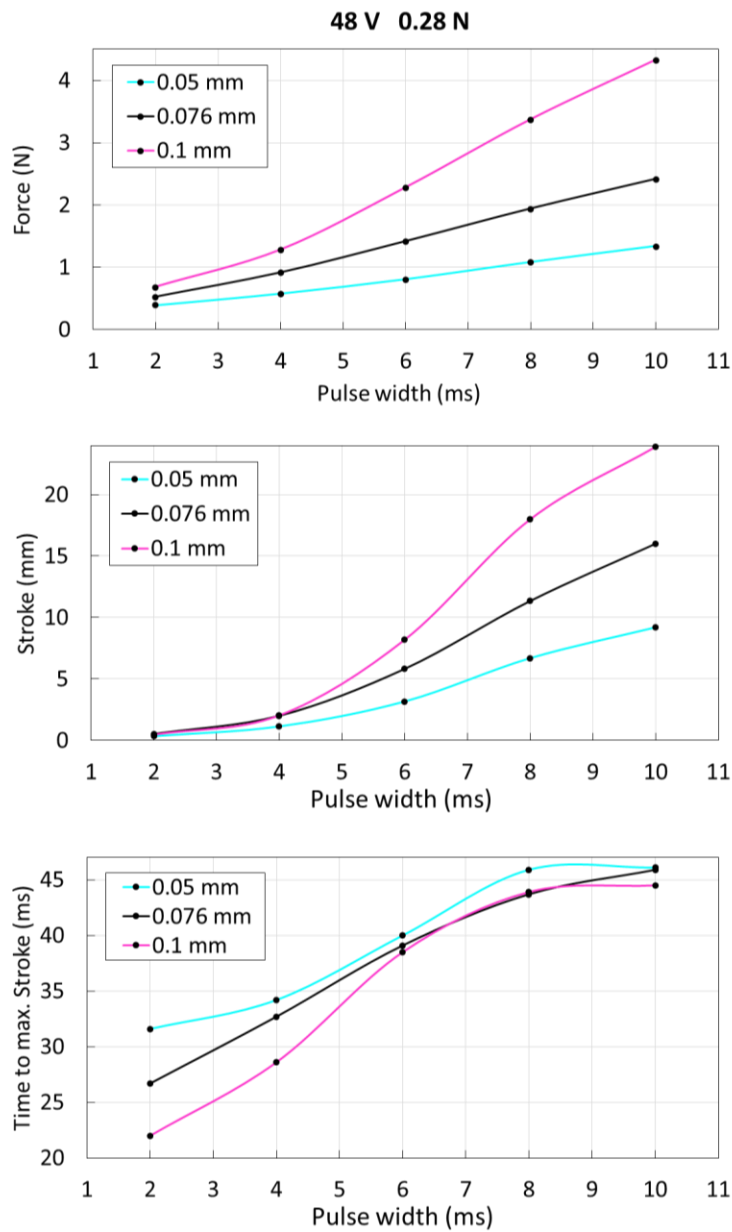 48 V 0.28 N
Force (N)
4
3
2
1
0
0.05 mm
0.076 mm
0.1 mm
1 2 3 4 5 6 7 8 9 10 11
Pulse width (ms)
Stroke (mm)
20
15
10
5
0
0.05 mm
0.076 mm
0.1 mm
1 2 3 4 5 6 7 8 9 10 11
Pulse width (ms)
Time to max. Stroke (ms)
45
40
35
30
25
20
0.05 mm
0.076 mm
0.1 mm
1 2 3 4 5 6 7 8 9 10 11
Pulse width (ms)